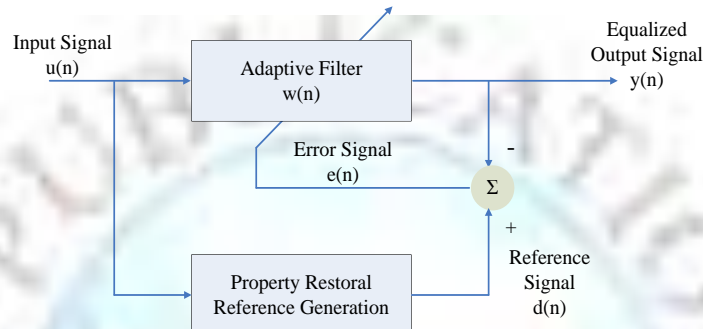 Input Signal
u(n)
Adaptive Filter
w(n)
Equalized
Output Signal
y(n)
Error Signal
e(n)
-
Σ
+
Property Restoral
Reference Generation
Reference
Signal
d(n)